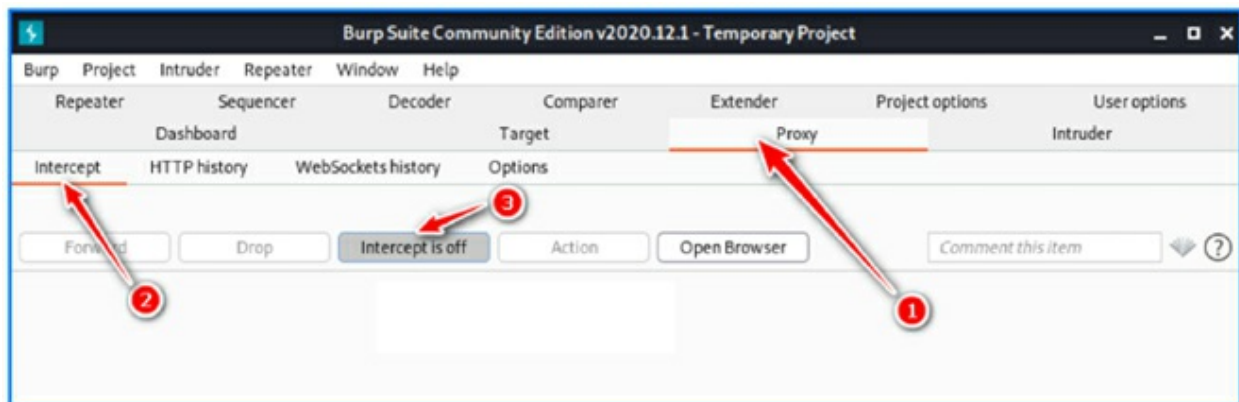 Burp Suite Community Edition v2020.12.1 - Temporary Project
Burp Project Intruder Repeater Window Help
Repeater Sequencer Decoder Comparer Extender Project options User options
Dashboard Target Proxy Intruder
Intercept HTTP history WebSockets history Options
3
Forward Drop Intercept is off Action Open Browser Comment this item ?
2
1